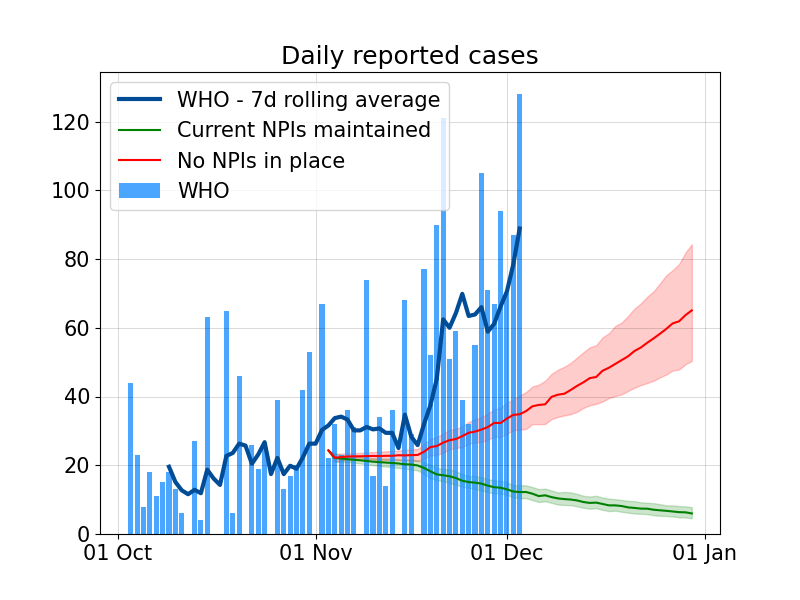 Daily reported cases
WHO - 7d rolling average
Current NPIs maintained
No NPIs in place
WHO
120
100
80
60
40
20
0
01 Oct
01 Nov
01 Dec
01 Jan